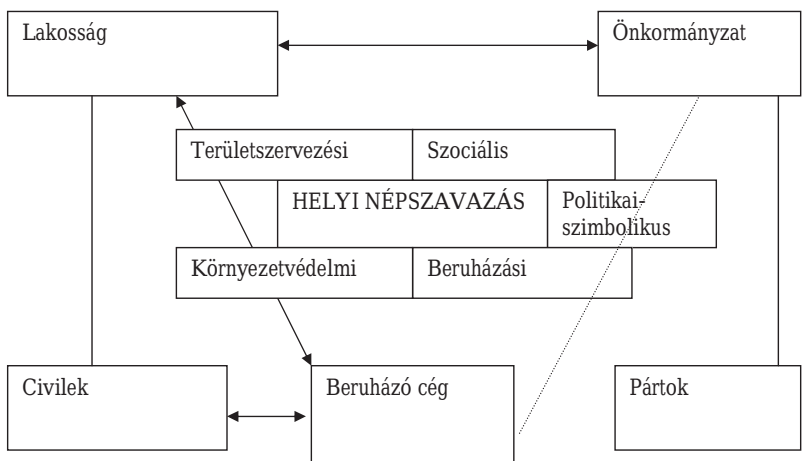 Lakosság
Önkormányzat
Területszervezési
Szociális
HELYI NÉPSZAVAZÁS
Politikai-
szimbolikus
Környezetvédelmi
Beruházási
Civilek
Beruházó cég
Pártok